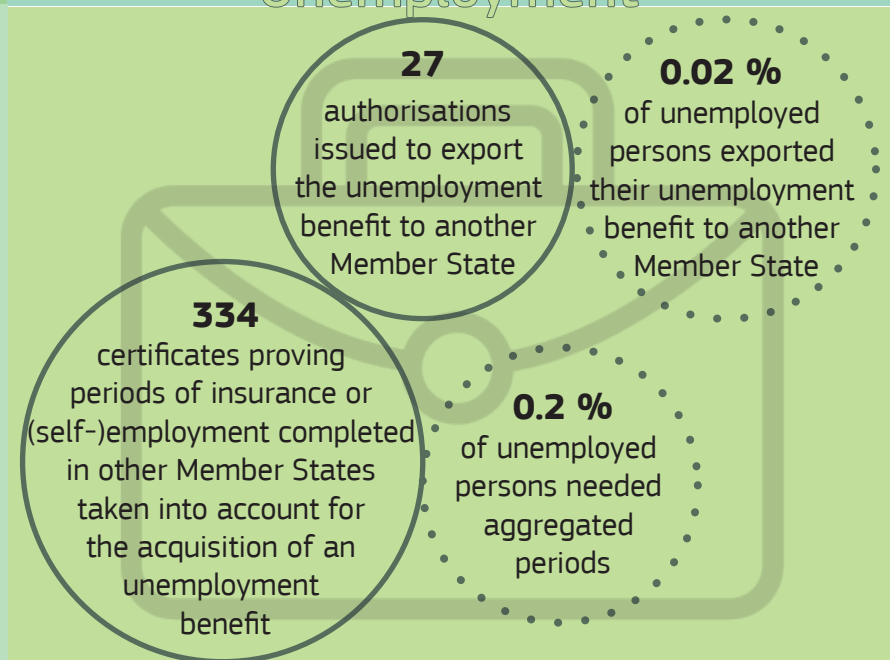 Unemployment
27
authorisations
issued to export
the unemployment
benefit to another
Member State
0.02 %
of unemployed
persons exported
their unemployment
benefit to another
Member State
334
certificates proving
periods of insurance or
(self-)employment completed
in other Member States
taken into account for
the acquisition of an
unemployment
benefit
0.2 %
of unemployed
persons needed
aggregated
periods